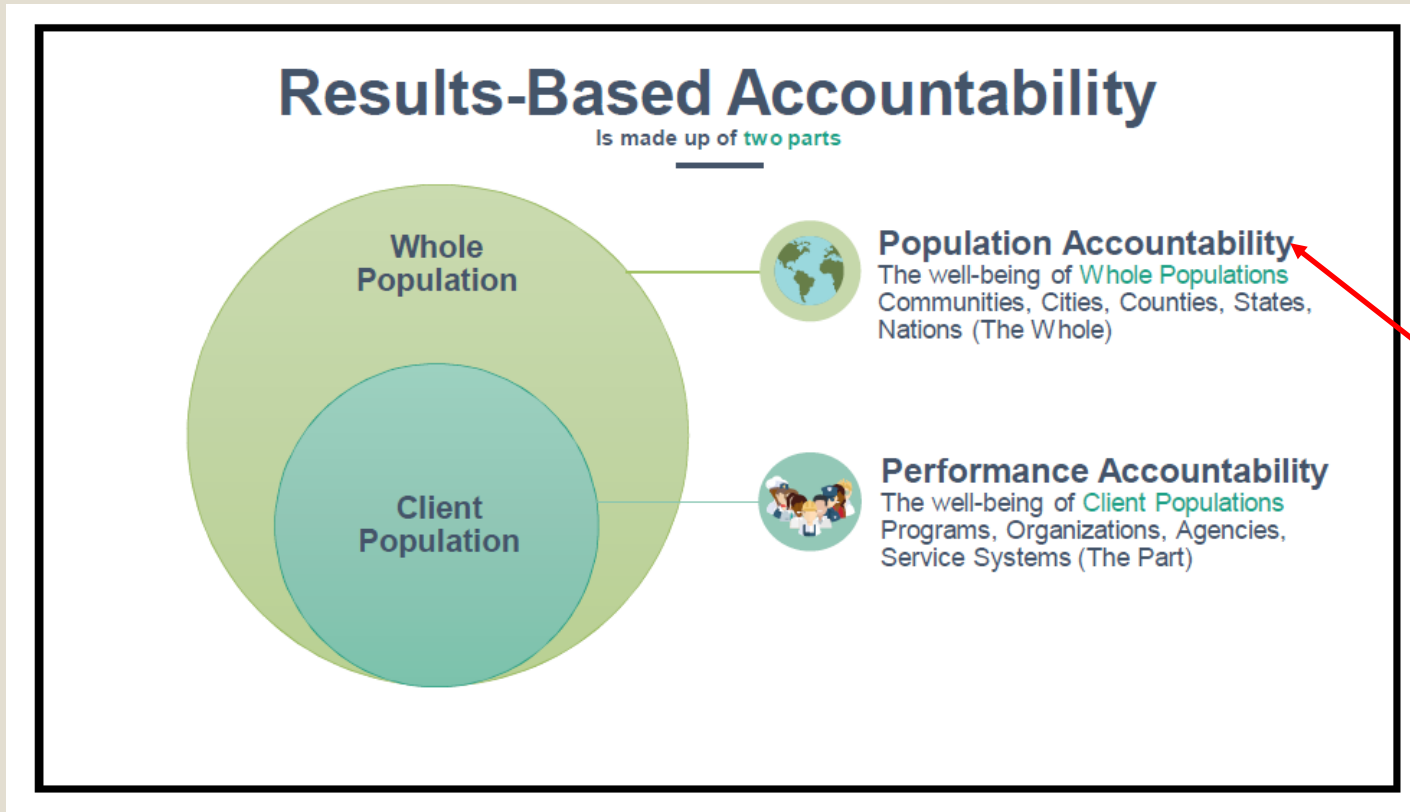 Results-Based Accountability
Is made up of two parts
Whole
Population
Client
Population
Population Accountability
The well-being of Whole Populations
Communities, Cities, Counties, States,
Nations (The Whole)
Performance Accountability
The well-being of Client Populations
Programs, Organizations, Agencies,
Service Systems (The Part)